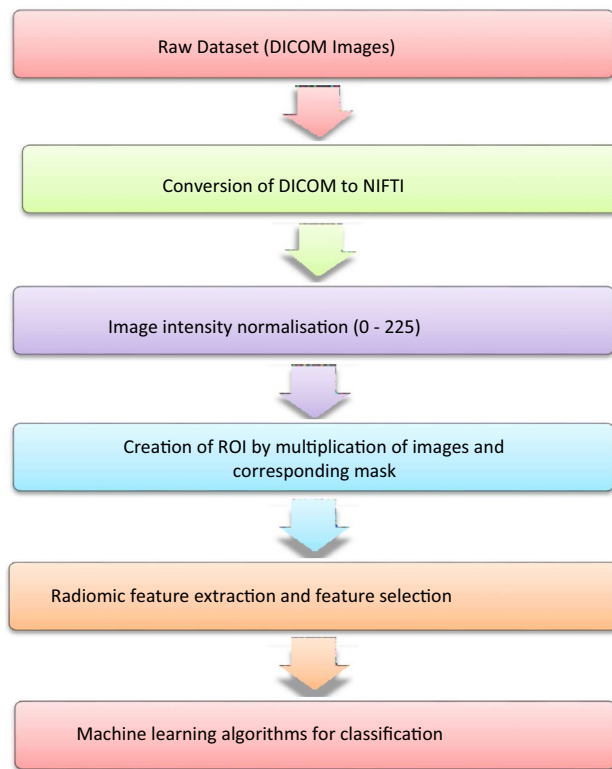 Raw Dataset (DICOM Images)
Conversion of DICOM to NIFTI
Image intensity normalisation (0 - 225)
Creation of ROI by multiplication of images and
corresponding mask
Radiomic feature extraction and feature selection
Machine learning algorithms for classification